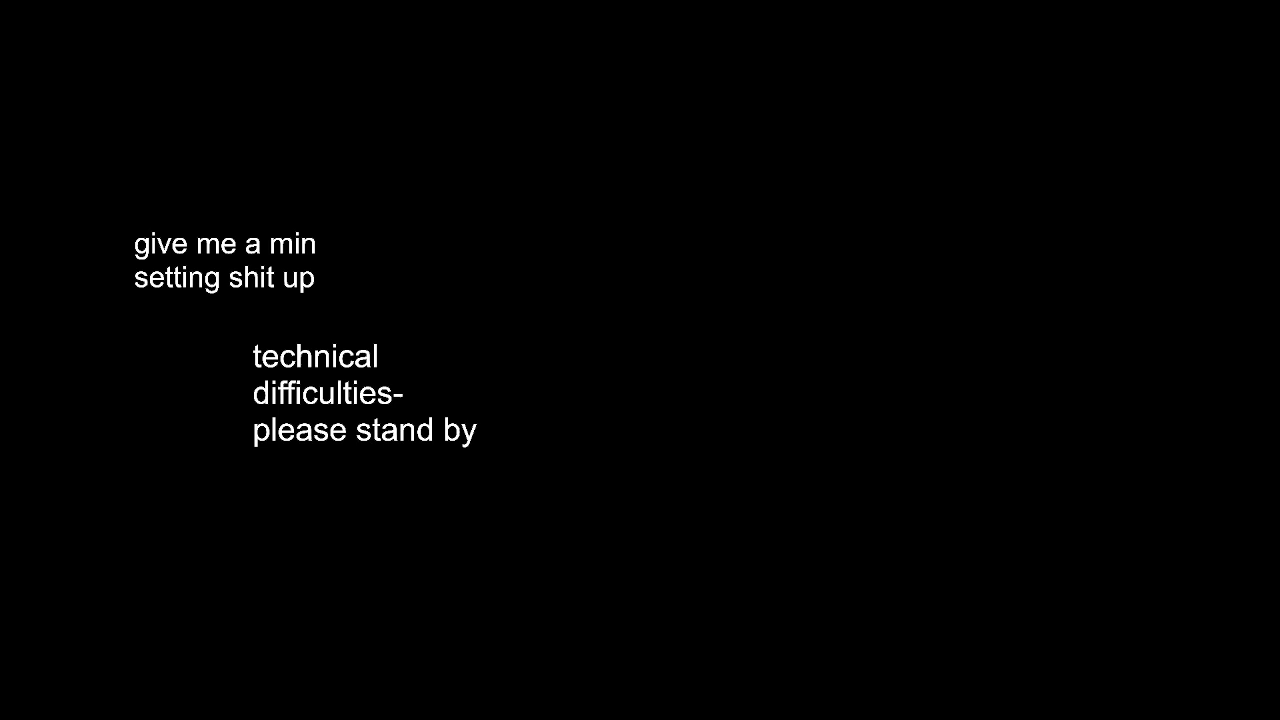 give me a min
setting shit up
technical
difficulties-
please stand by